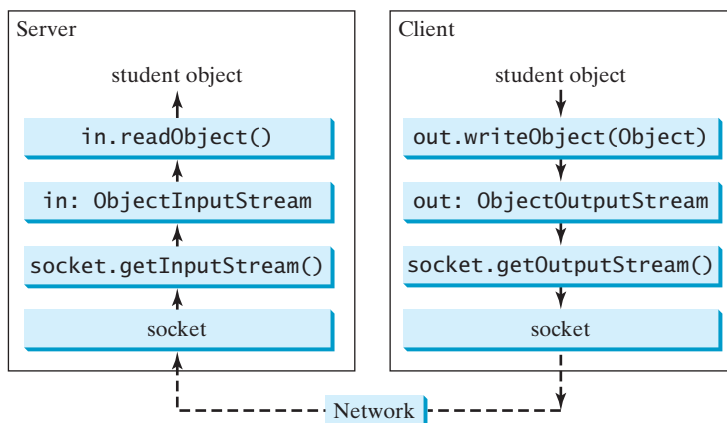 Server
student object
in.readObject()
in: ObjectInputStream
socket.getInputStream()
socket
Client
student object
out.writeObject(Object)
out: ObjectOutputStream
socket.getOutputStream()
socket
Network